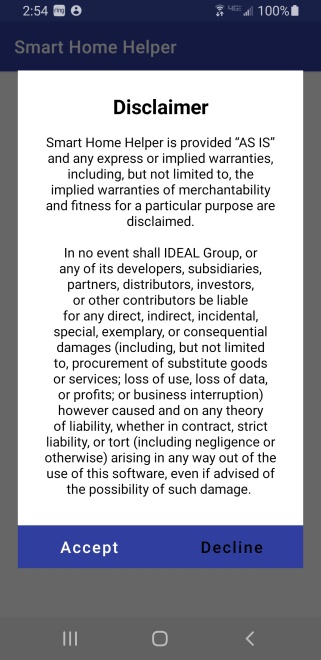 2:54 ring 4GE 100%
Smart Home Helper
Disclaimer
Smart Home Helper is provided “AS IS”
and any express or implied warranties,
including, but not limited to, the
implied warranties of merchantability
and fitness for a particular purpose are
disclaimed.
In no event shall IDEAL Group, or
any of its developers, subsidiaries,
partners, distributors, investors,
or other contributors be liable
for any direct, indirect, incidental,
special, exemplary, or consequential
damages (including, but not limited
to, procurement of substitute goods
or services; loss of use, loss of data,
or profits; or business interruption)
however caused and on any theory
of liability, whether in contract, strict
liability, or tort (including negligence or
otherwise) arising in any way out of the
use of this software, even if advised of
the possibility of such damage.
Accept Decline